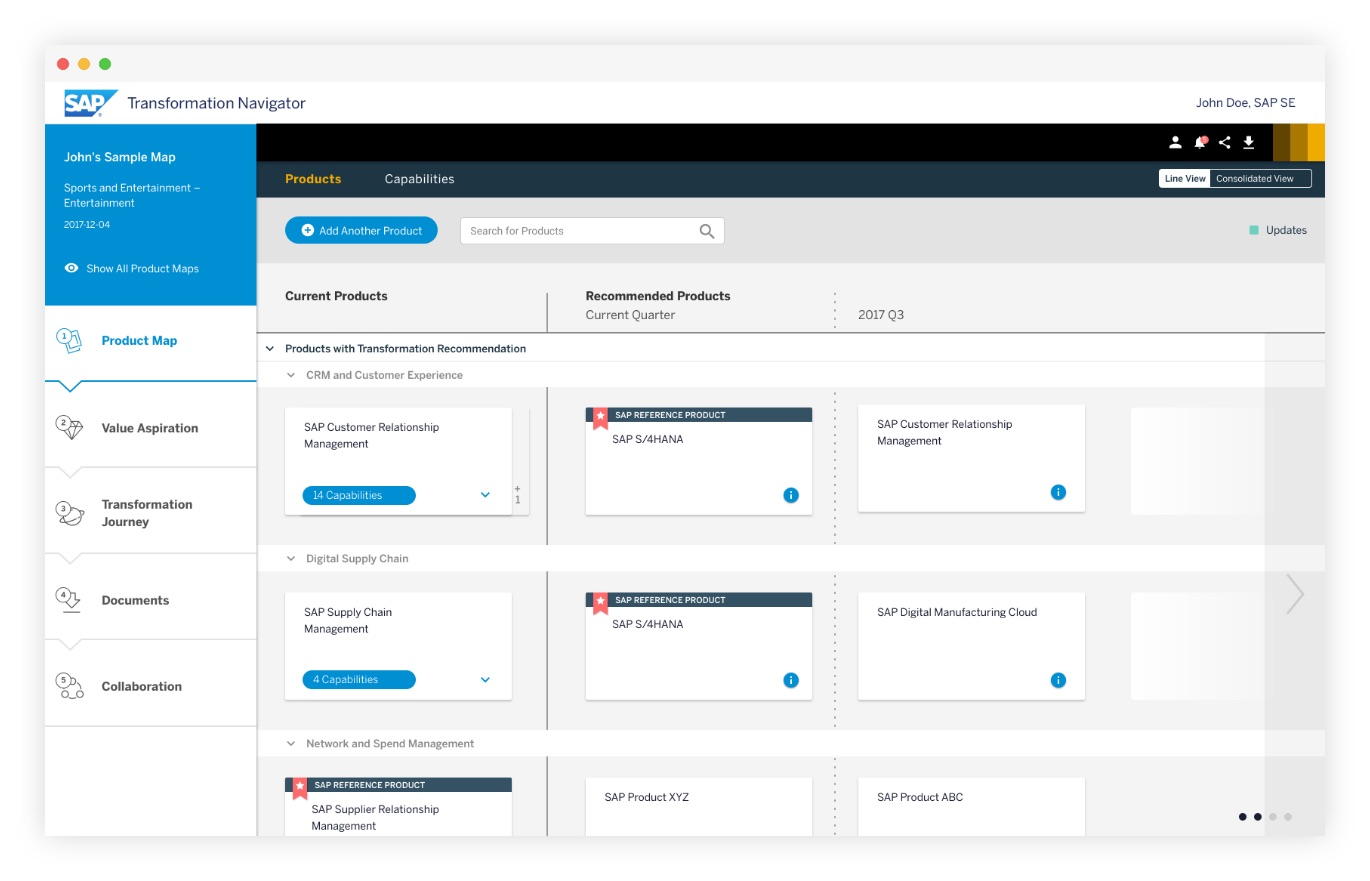 SAP
Transformation Navigator
John Doe, SAP SE
John's Sample Map
Sports and Entertainment –
Entertainment
2017-12-04
Show All Product Maps
1
Product Map
2
Value Aspiration
3
Transformation
Journey
4
Documents
5
Collaboration
Products
Capabilities
Line View
Consolidated View
Add Another Product
Search for Products
Updates
Current Products
Recommended Products
Current Quarter
2017 Q3
Products with Transformation Recommendation
CRM and Customer Experience
SAP Customer Relationship
Management
14 Capabilities
+
1
SAP REFERENCE PRODUCT
SAP S/4HANA
i
SAP Customer Relationship
Management
i
Digital Supply Chain
SAP Supply Chain
Management
4 Capabilities
SAP REFERENCE PRODUCT
SAP S/4HANA
i
SAP Digital Manufacturing Cloud
i
Network and Spend Management
SAP REFERENCE PRODUCT
SAP Supplier Relationship
Management
SAP Product XYZ
SAP Product ABC